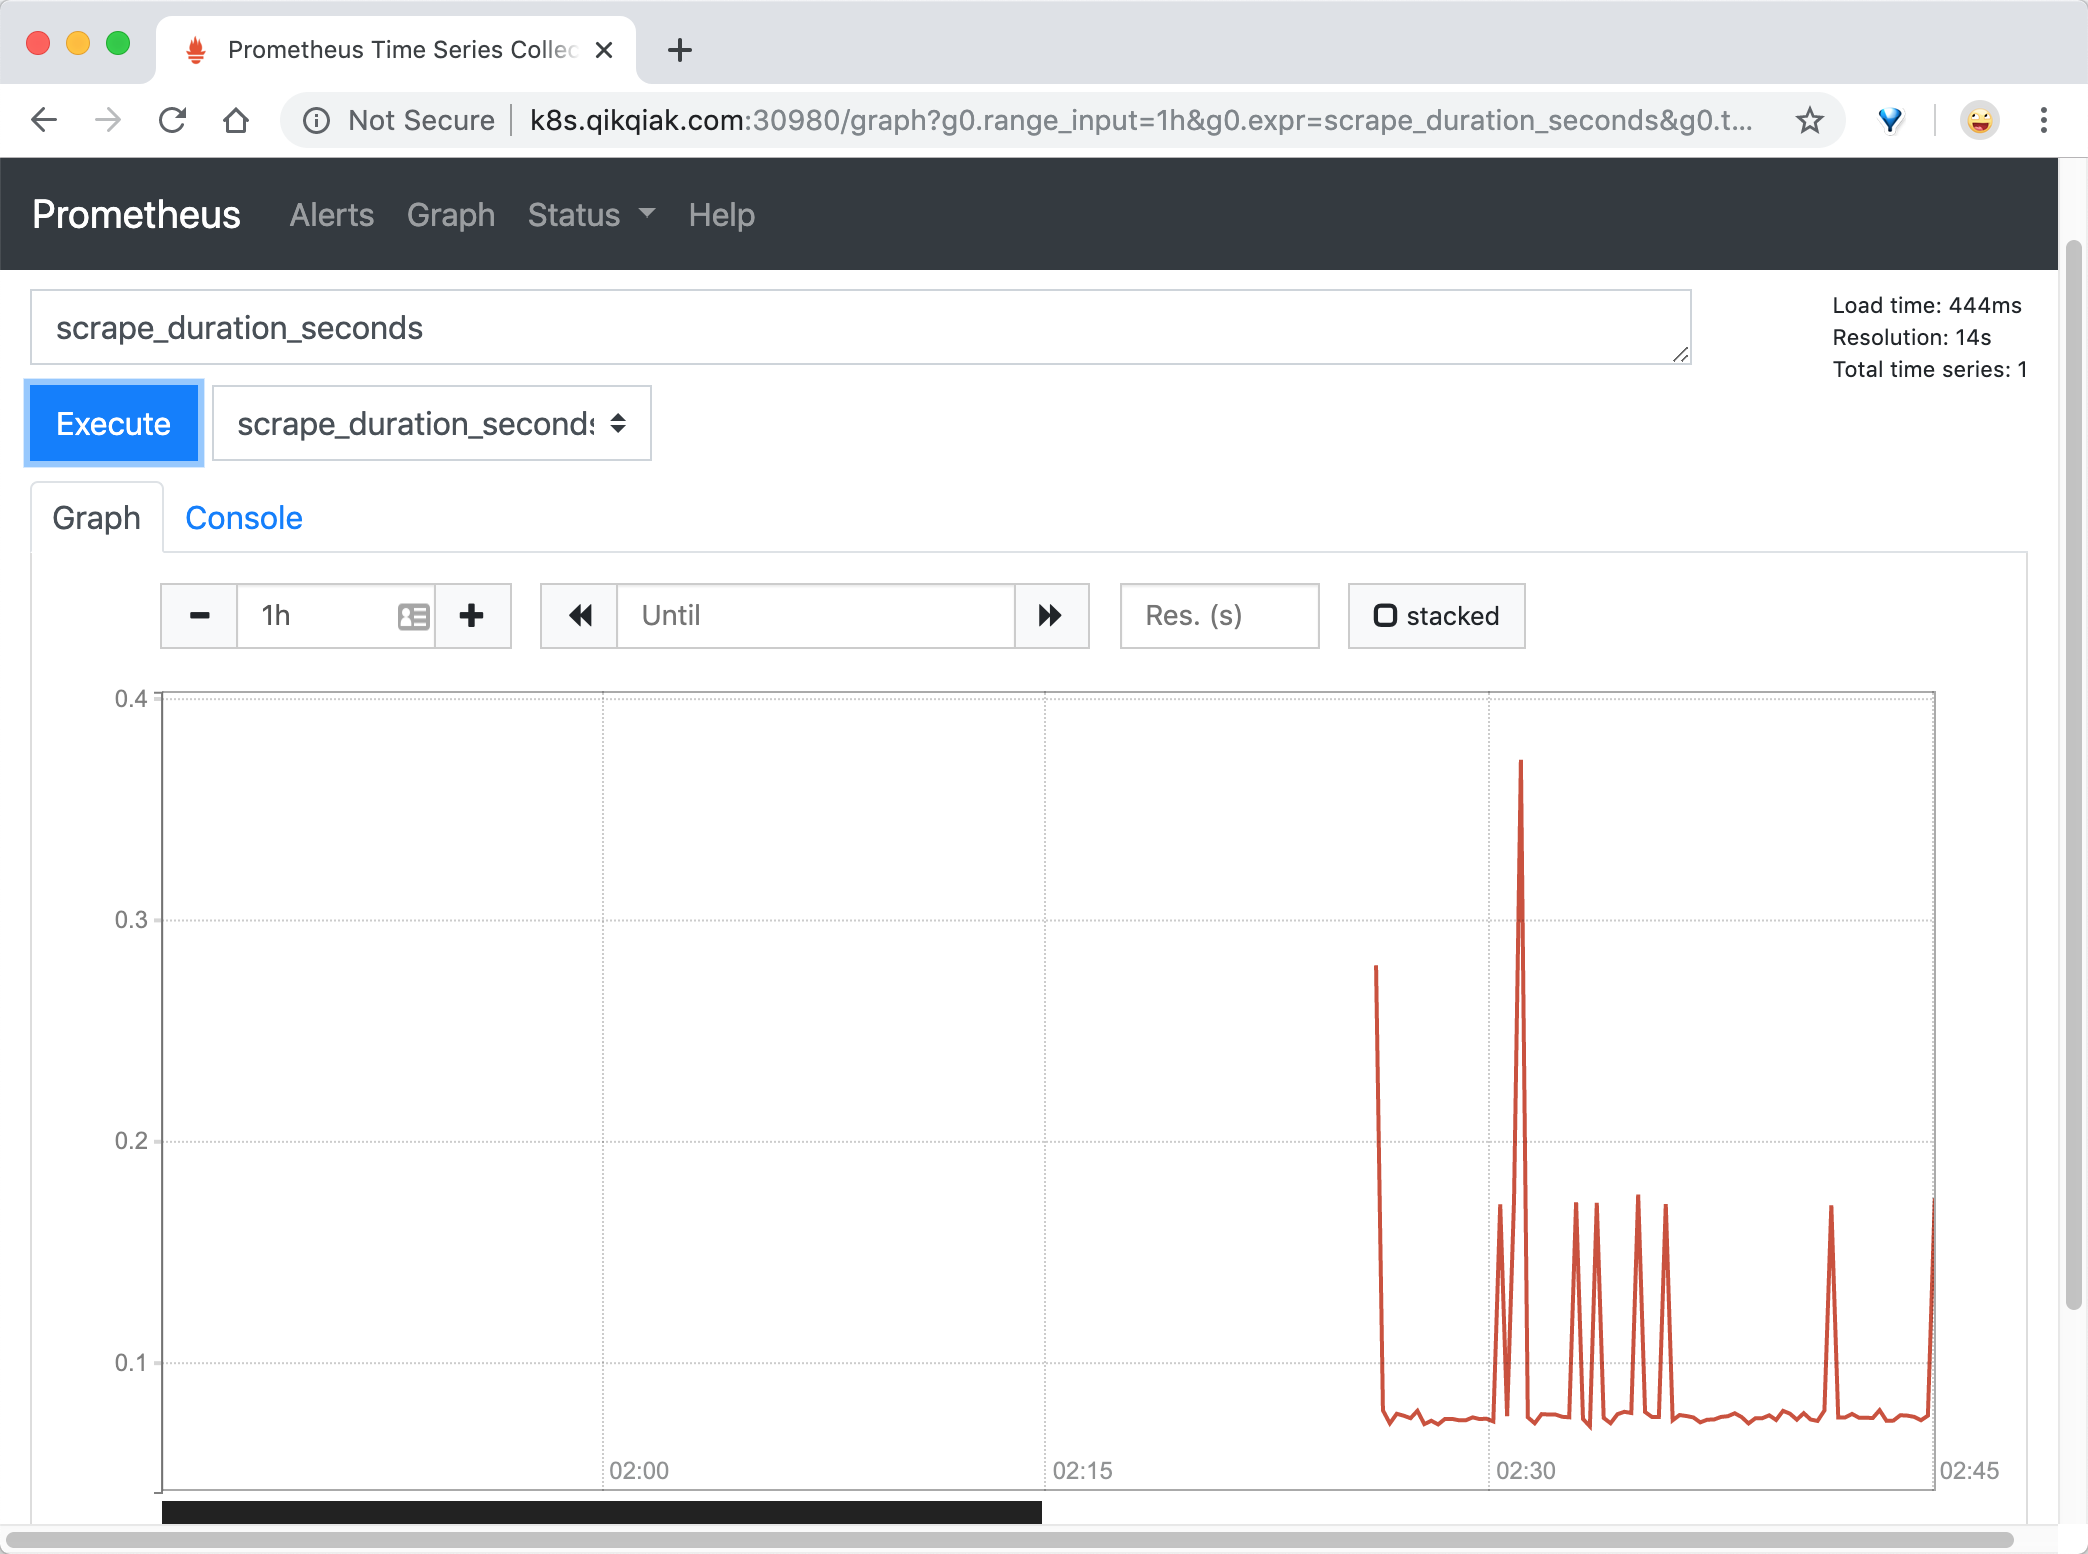 Prometheus Time Series Collec
Not Secure k8s.qikqiak.com:30980/graph?g0.range_input=1h&g0.expr=scrape_duration_seconds&g0.t...
Prometheus Alerts Graph Status Help
scrape_duration_seconds
Load time: 444ms
Resolution: 14s
Total time series: 1
Execute scrape_duration_seconds
Graph Console
1h Until Res. (s) stacked
0.4
0.3
0.2
0.1
02:00 02:15 02:30 02:45